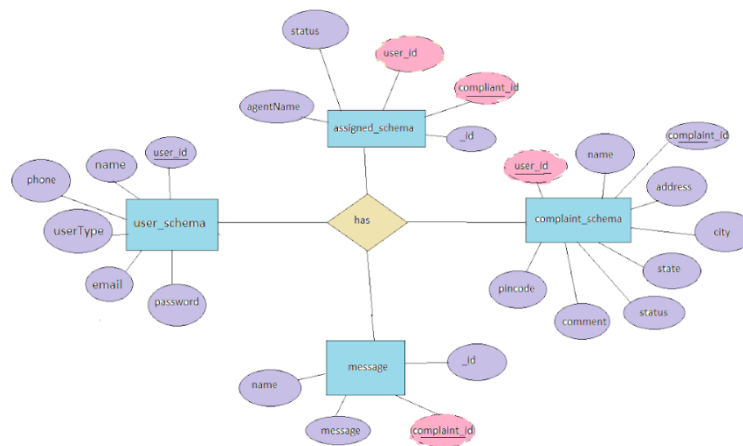 status
user_id
compliant_id
agentName
assigned_schema
_id
name
user_id
phone
user_schema
userType
email
password
has
user_id
name
complaint_id
address
complaint_schema
city
state
pincode
status
comment
message
_id
name
message
complaint_id